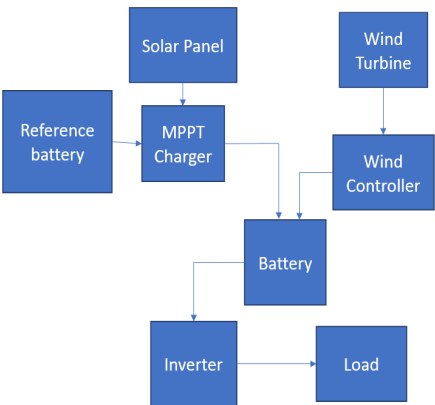 Solar Panel
Wind
Turbine
Reference
battery
MPPT
Charger
Wind
Controller
Battery
Inverter
Load